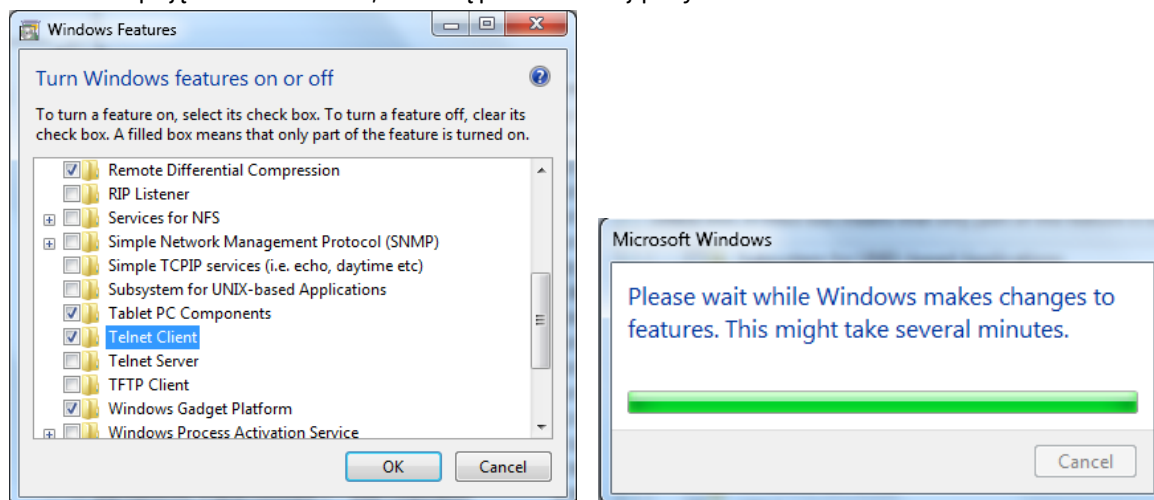 Windows Features
Turn Windows features on or off
To turn a feature on, select its check box. To turn a feature off, clear its
check box. A filled box means that only part of the feature is turned on.
Remote Differential Compression
RIP Listener
Services for NFS
Simple Network Management Protocol (SNMP)
Simple TCPIP services (i.e. echo, daytime etc)
Subsystem for UNIX-based Applications
Tablet PC Components
Telnet Client
Telnet Server
TFTP Client
Windows Gadget Platform
Windows Process Activation Service
OK
Cancel
Microsoft Windows
Please wait while Windows makes changes to
features. This might take several minutes.
Cancel